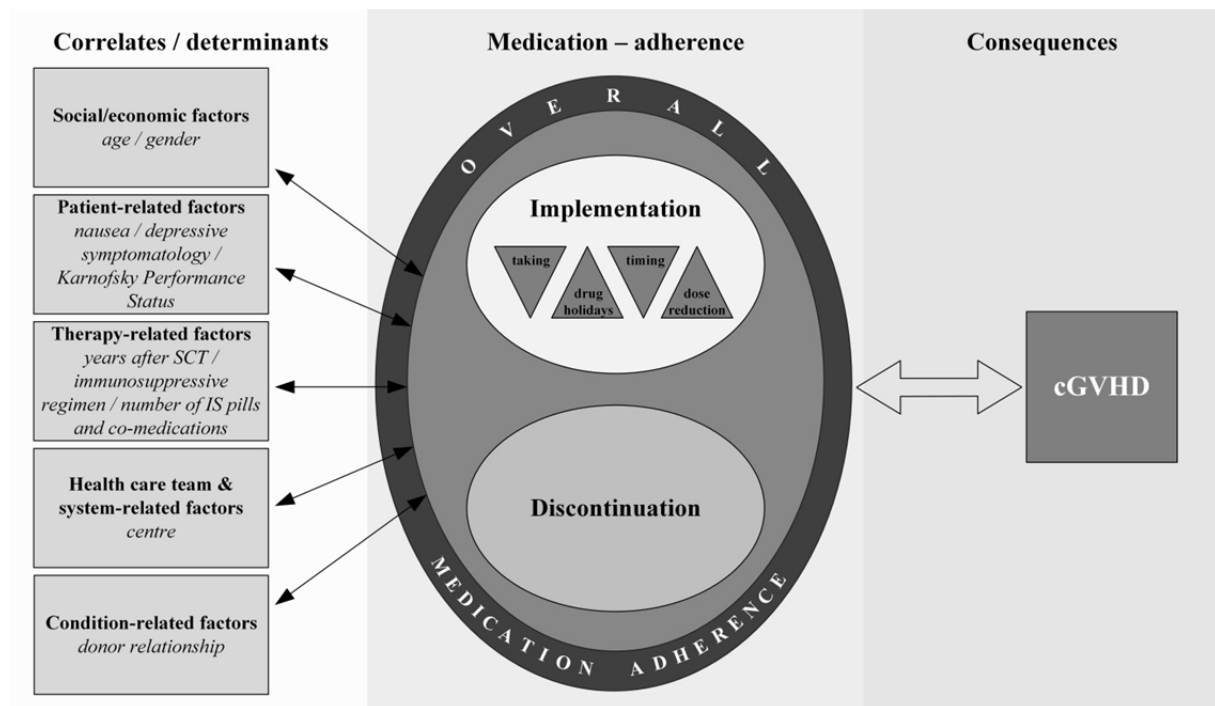 Correlates / determinants
Social/economic factors
age / gender
Patient-related factors
nausea / depressive
symptomatology /
Karnofsky Performance
Status
Therapy-related factors
years after SCT /
immunosuppressive
regimen / number of IS pills
and co-medications
Health care team &
system-related factors
centre
Condition-related factors
donor relationship
Medication – adherence
OVERALL
Implementation
taking
drug
holidays
timing
dose
reduction
Discontinuation
MEDICATION ADHERENCE
Consequences
cGVHD